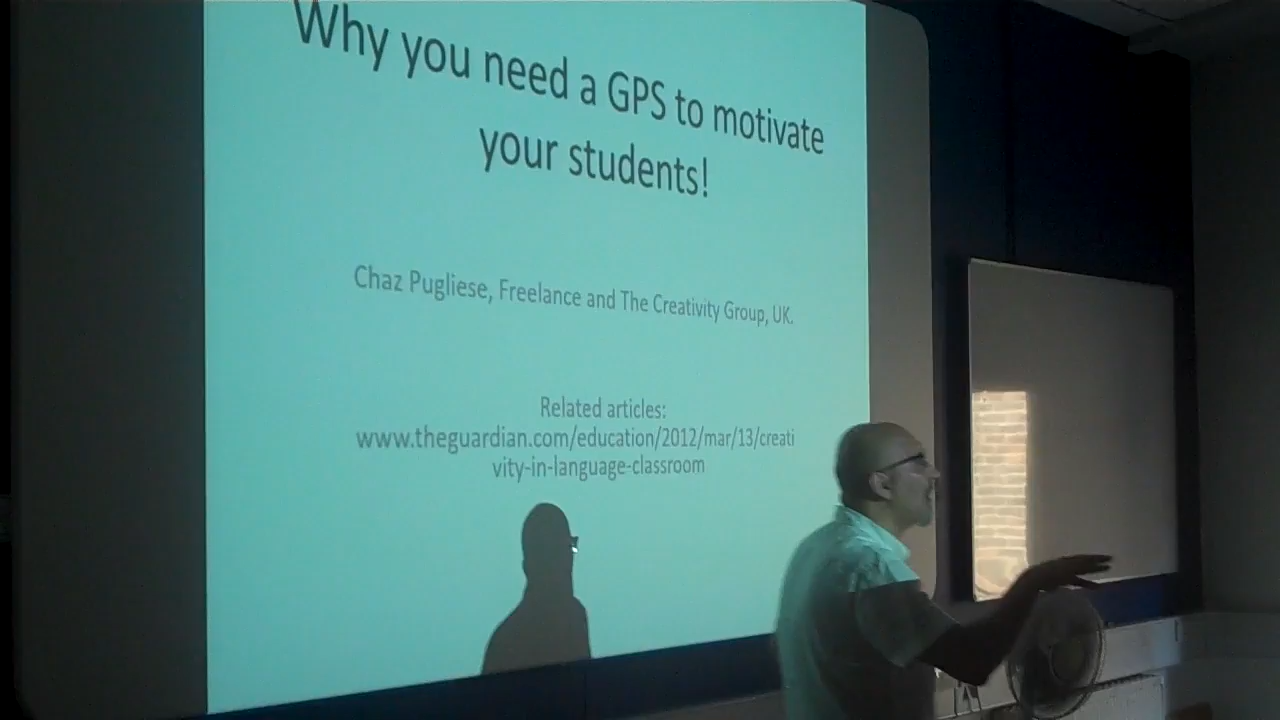 Why you need a GPS to motivate
your students!
Chaz Pugliese, Freelance and The Creativity Group, UK.
Related articles:
www.theguardian.com/education/2012/mar/13/creati
vity-in-language-classroom